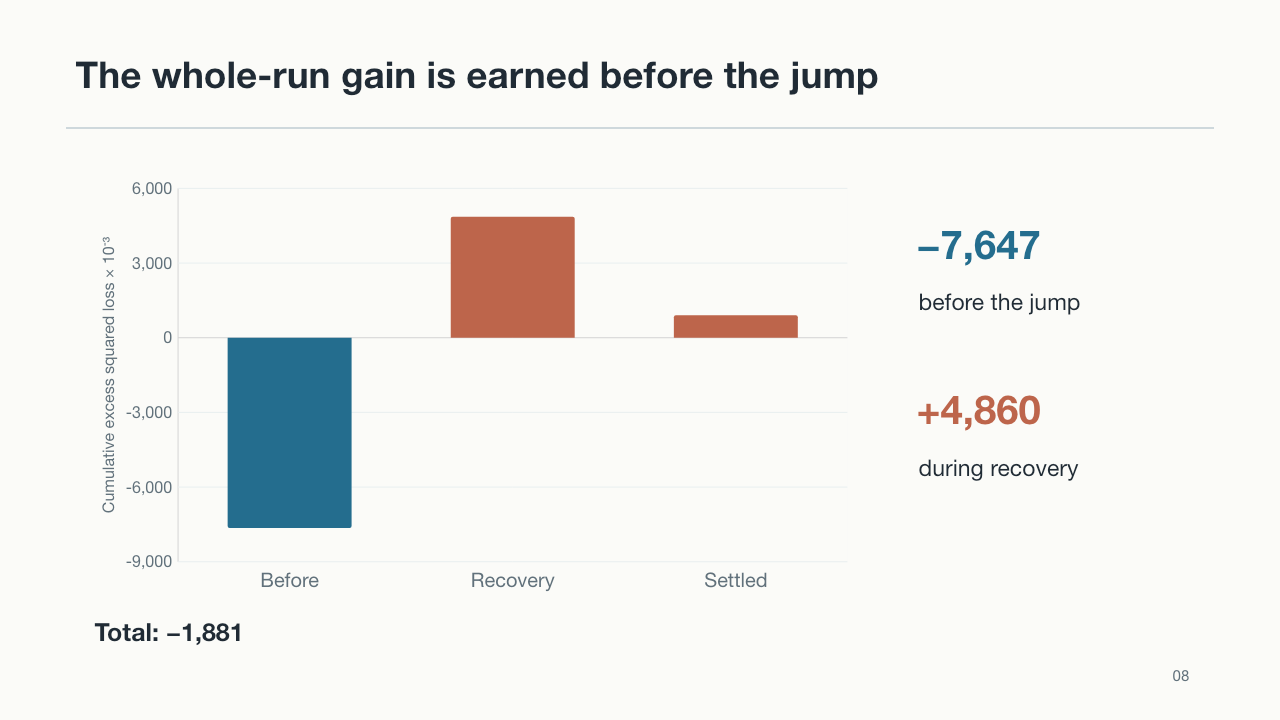 The whole-run gain is earned before the jump
Cumulative excess squared loss × 10⁻³
6,000
3,000
0
-3,000
-6,000
-9,000
Before
Recovery
Settled
−7,647
before the jump
+4,860
during recovery
Total: −1,881
08